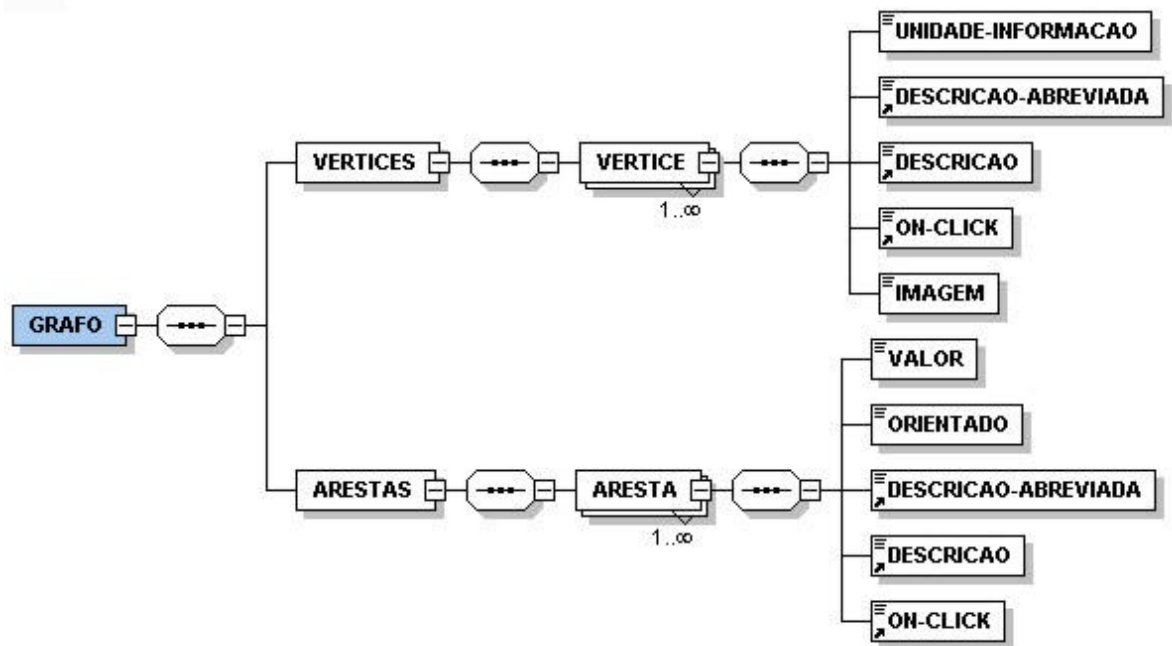 GRAFO
VERTICES
VERTICE
1..∞
UNIDADE-INFORMACAO
DESCRICAO-ABREVIADA
DESCRICAO
ON-CLICK
IMAGEM
ARESTAS
ARESTA
1..∞
VALOR
ORIENTADO
DESCRICAO-ABREVIADA
DESCRICAO
ON-CLICK